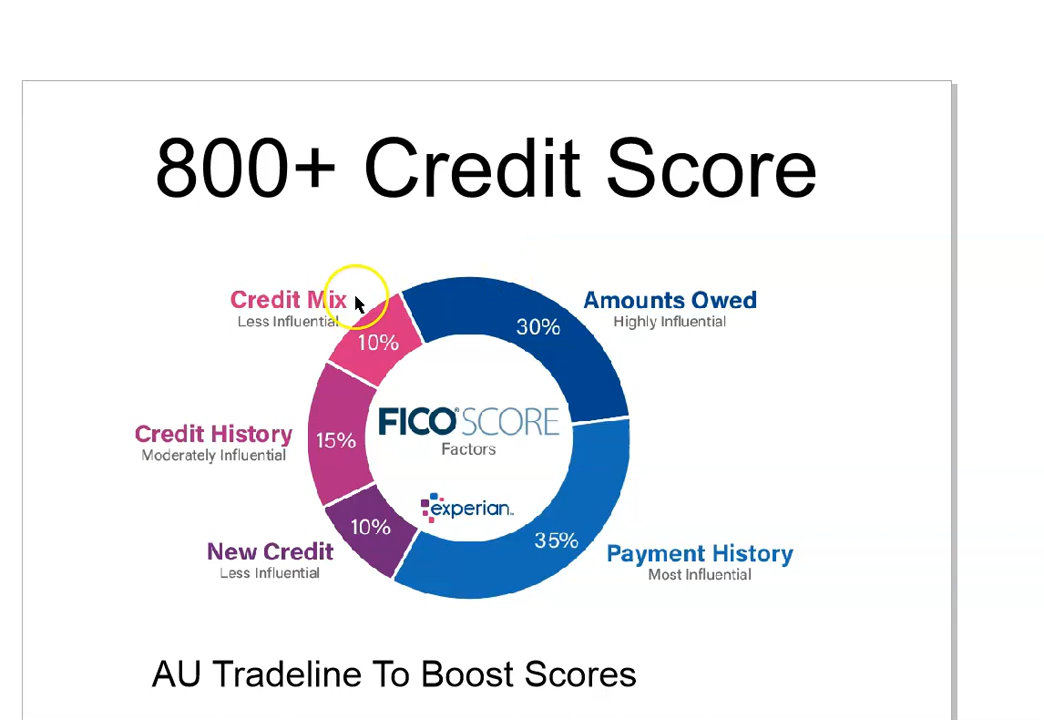 800+ Credit Score
Credit Mix
Less Influential
10%
30%
Amounts Owed
Highly Influential
FICO® SCORE
Factors
Credit History
Moderately Influential
15%
experian™
New Credit
Less Influential
10%
35%
Payment History
Most Influential
AU Tradeline To Boost Scores